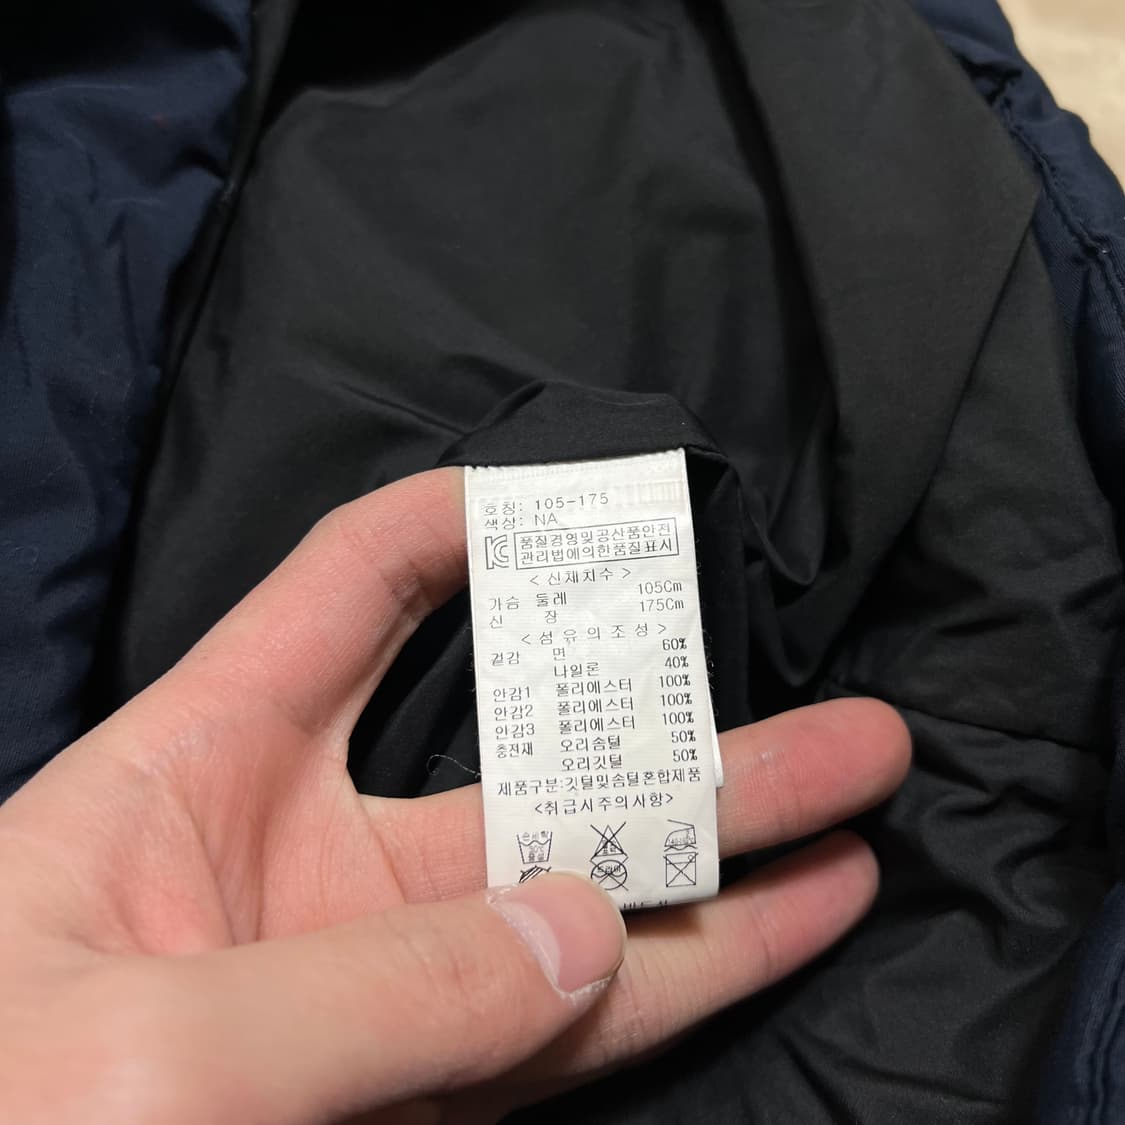 호칭: 105-175
색상: NA
품질경영및공산품안전
관리법에의한품질표시
<신체치수>
가슴 둘레 105Cm
신 장 175Cm
<섬유의조성>
겉감 면 60%
나일론 40%
안감1 폴리에스터 100%
안감2 폴리에스터 100%
안감3 폴리에스터 100%
충전재 오리솜털 50%
오리깃털 50%
제품구분:깃털및솜털혼합제품
<취급시주의사항>
손세탁